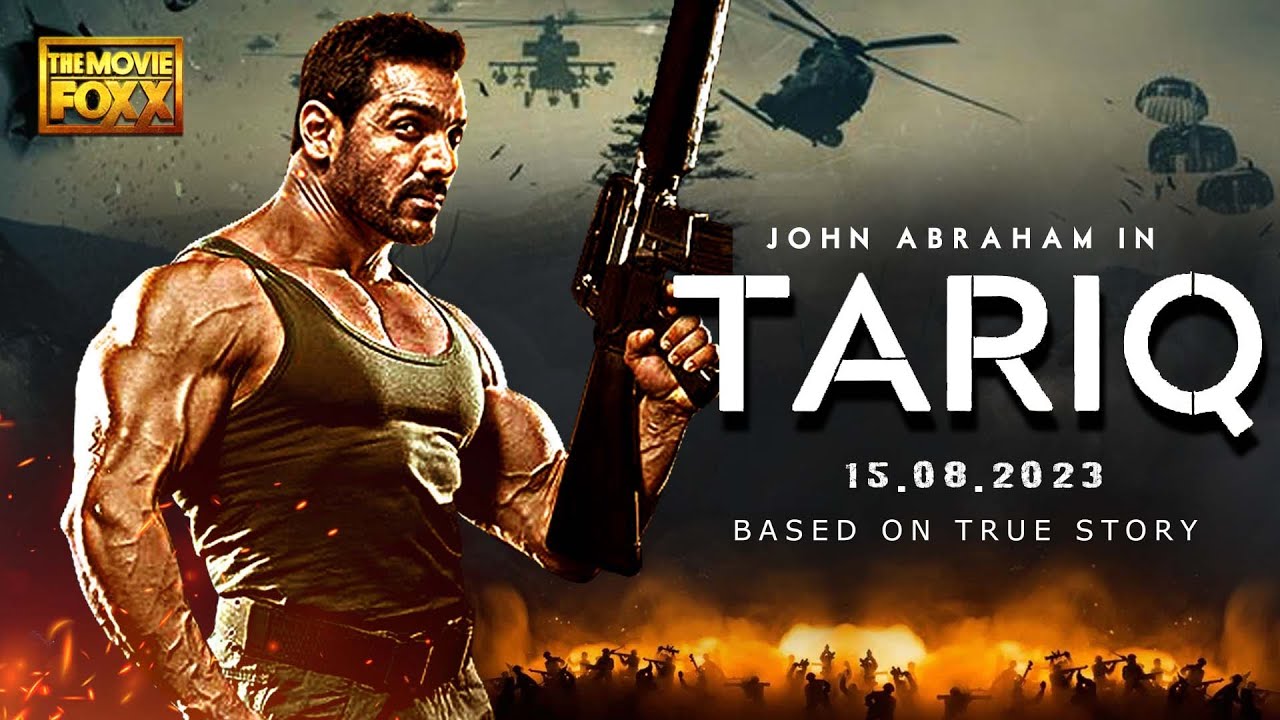 THE MOVIE
FOXX
JOHN ABRAHAM IN
TARIQ
15.08.2023
BASED ON TRUE STORY